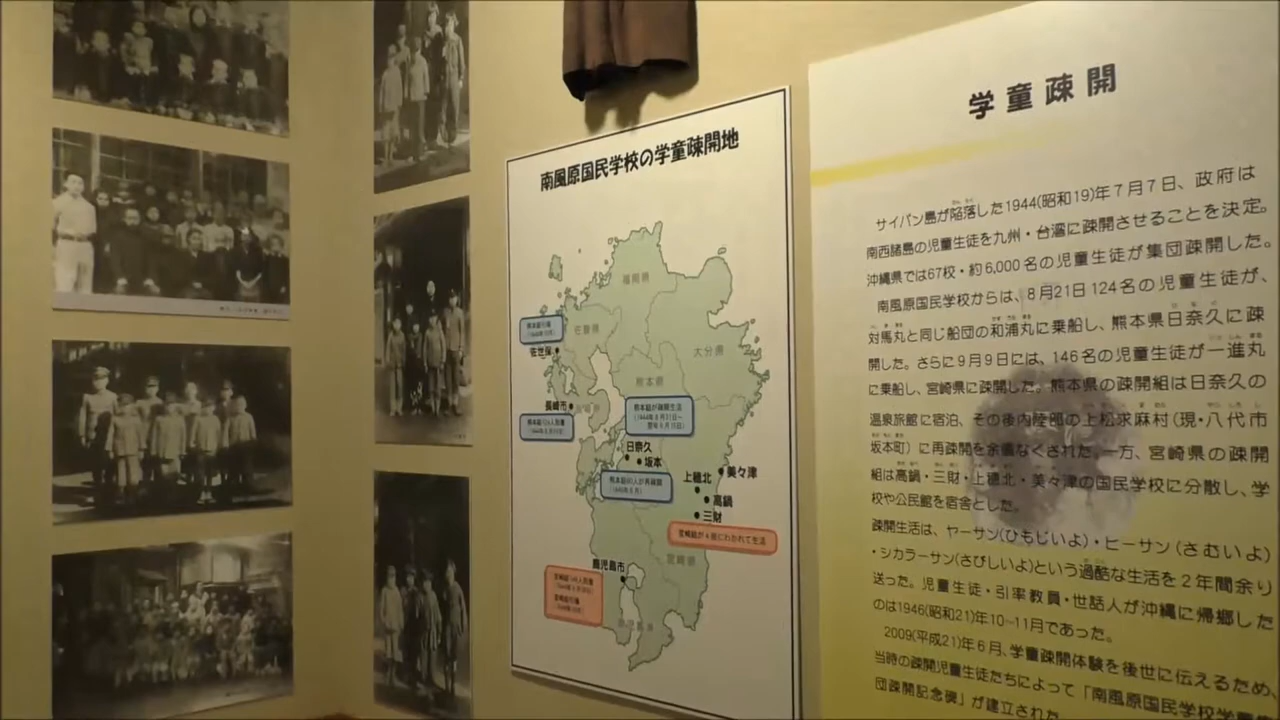 学童疎開
サイパン島が陥落した1944(昭和19)年7月7日、政府は
南西諸島の児童生徒を九州・台湾に疎開させることを決定。
沖縄県では67校・約6,000名の児童生徒が集団疎開した。
南風原国民学校からは、8月21日124名の児童生徒が、
対馬丸と同じ船団の和浦丸に乗船し、熊本県日奈久に疎
開した。さらに9月9日には、146名の児童生徒が一進丸
に乗船し、宮崎県に疎開した。熊本県の疎開組は日奈久の
温泉旅館に宿泊、その後内陸部の上松求麻村(現・八代市
坂本町)に再疎開を余儀なくされた。一方、宮崎県の疎開
組は高鍋・三財・上穂北・美々津の国民学校に分散し、学
校や公民館を宿舎とした。
疎開生活は、ヤーサン(ひもじいよ)・ヒーサン(さむいよ)
・シカラーサン(さびしいよ)という過酷な生活を2年間余り
送った。児童生徒・引率教員・世話人が沖縄に帰郷した
のは1946(昭和21)年10~11月であった。
2009(平成21)年6月、学童疎開体験を後世に伝えるため、
当時の疎開児童生徒たちによって「南風原国民学校学童
団疎開記念碑」が建立された
南風原国民学校の学童疎開地
福岡県
佐賀県
佐世保
大分県
熊本県
長崎市
熊本組が疎開生活
日奈久
坂本
上穂北
美々津
高鍋
三財
宮崎組が4班にわかれて生活
宮崎県
鹿児島市
鹿児島県